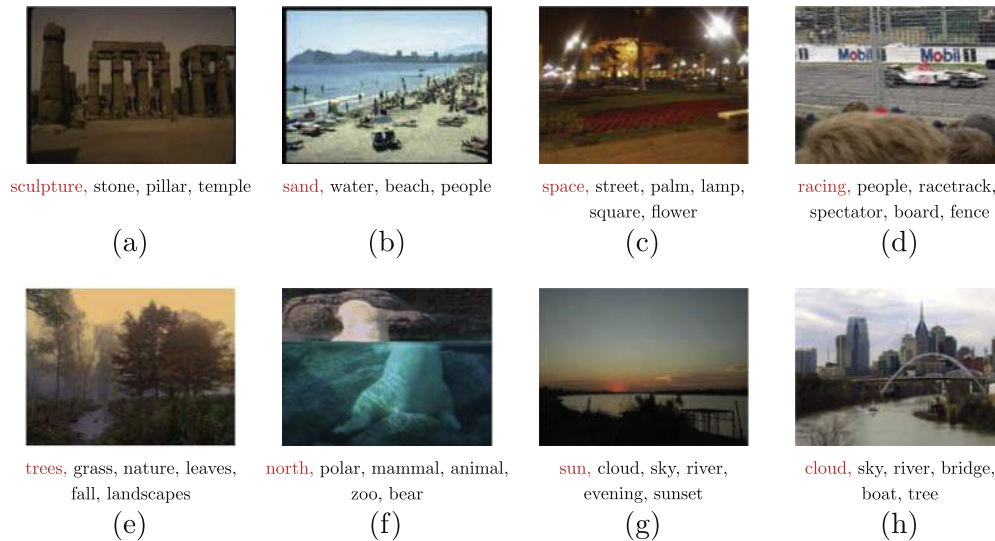 Mobil 1 Mobil 1
sculpture, stone, pillar, temple
sand, water, beach, people
space, street, palm, lamp,
square, flower
racing, people, racetrack,
spectator, board, fence
(a)
(b)
(c)
(d)
trees, grass, nature, leaves,
fall, landscapes
north, polar, mammal, animal,
zoo, bear
sun, cloud, sky, river,
evening, sunset
cloud, sky, river, bridge,
boat, tree
(e)
(f)
(g)
(h)